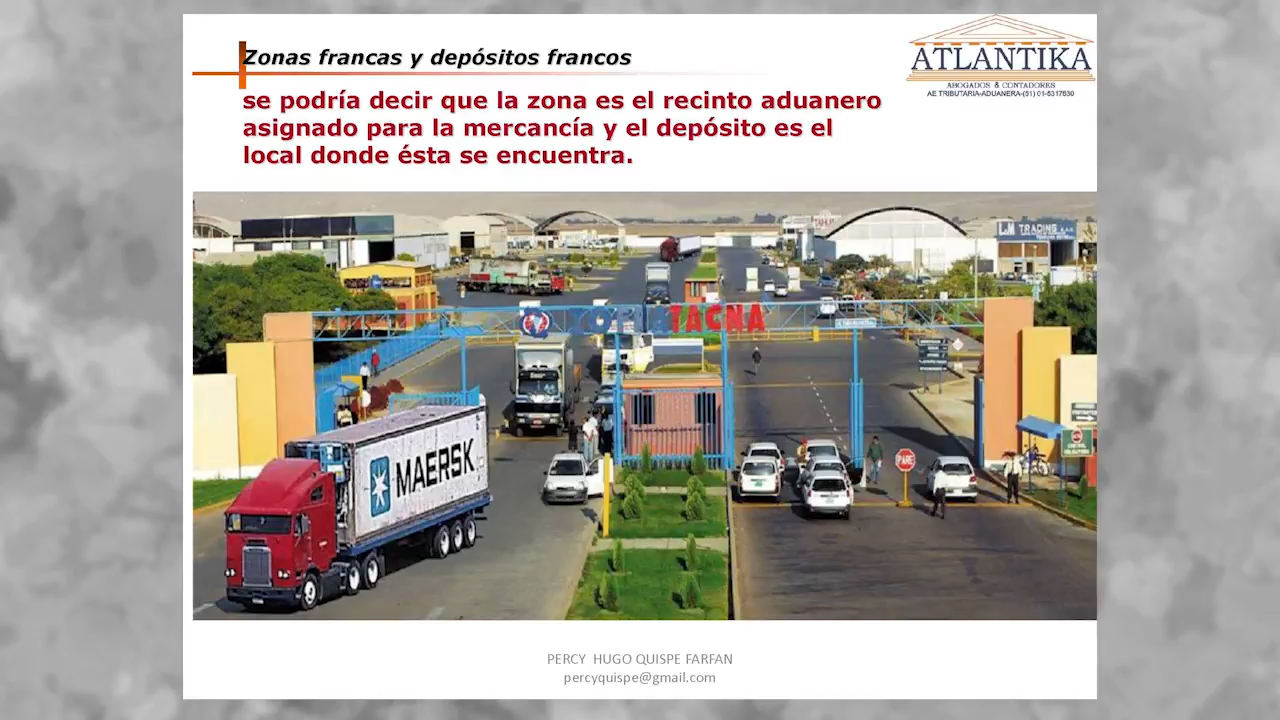 Zonas francas y depósitos francos
ATLANTIKA
ABOGADOS & CONTADORES
AE TRIBUTARIA-ADUANERA-(51) 01-5317630
se podría decir que la zona es el recinto aduanero
asignado para la mercancía y el depósito es el
local donde ésta se encuentra.
L&M TRADING
TACNA
MAERSK
PARE
PERCY HUGO QUISPE FARFAN
percyquispe@gmail.com